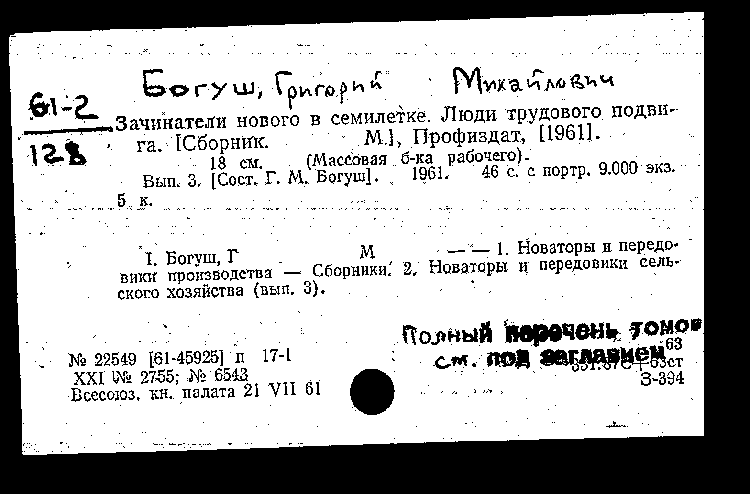 Богуш, Григорий Михайлович
61-2
128
Зачинатели нового в семилетке. Люди трудового подви-
га. [Сборник. М.], Профиздат, [1961].
18 см. (Массовая б-ка рабочего).
Вып. 3. [Сост. Г. М. Богуш]. 1961. 46 с. с портр. 9.000 экз.
5 к.
I. Богуш, Г М — — 1. Новаторы и передо-
вики производства — Сборники. 2. Новаторы и передовики сель-
ского хозяйства (вып. 3).
Полный перечень томов
см. под заглавием
№ 22549 [61-45925] п 17-1
XXI № 2755; № 6543
Всесоюз. кн. палата 21 VII 61
63
З-394